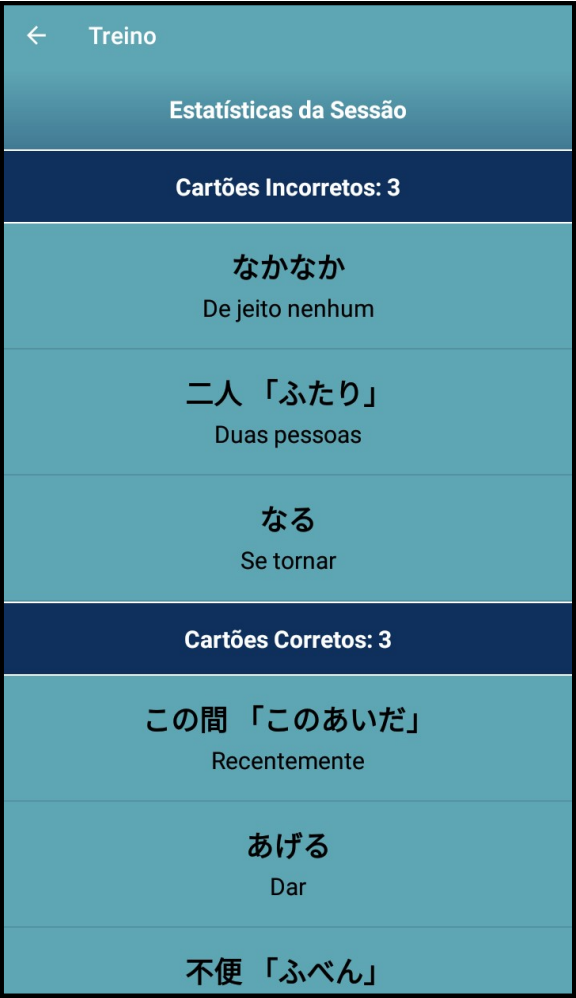 Treino
Estatísticas da Sessão
Cartões Incorretos: 3
なかなか
De jeito nenhum
二人 「ふたり」
Duas pessoas
なる
Se tornar
Cartões Corretos: 3
この間 「このあいだ」
Recentemente
あげる
Dar
不便 「ふべん」